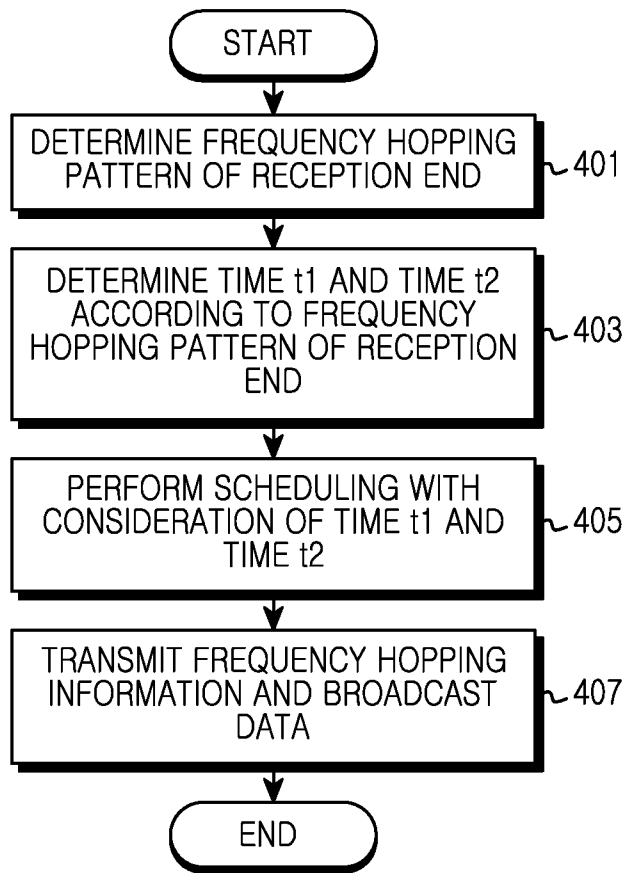 START
DETERMINE FREQUENCY HOPPING
PATTERN OF RECEPTION END
401
DETERMINE TIME t1 AND TIME t2
ACCORDING TO FREQUENCY
HOPPING PATTERN OF RECEPTION
END
403
PERFORM SCHEDULING WITH
CONSIDERATION OF TIME t1 AND
TIME t2
405
TRANSMIT FREQUENCY HOPPING
INFORMATION AND BROADCAST
DATA
407
END